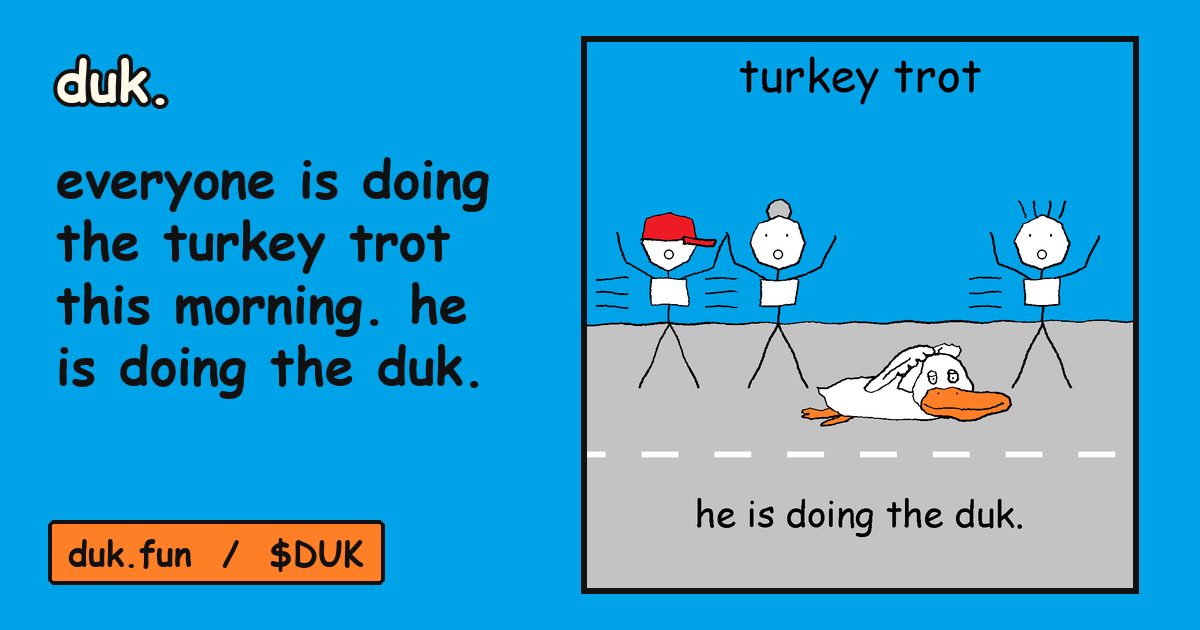 duk.
everyone is doing
the turkey trot
this morning. he
is doing the duk.
duk.fun / $DUK
turkey trot
he is doing the duk.